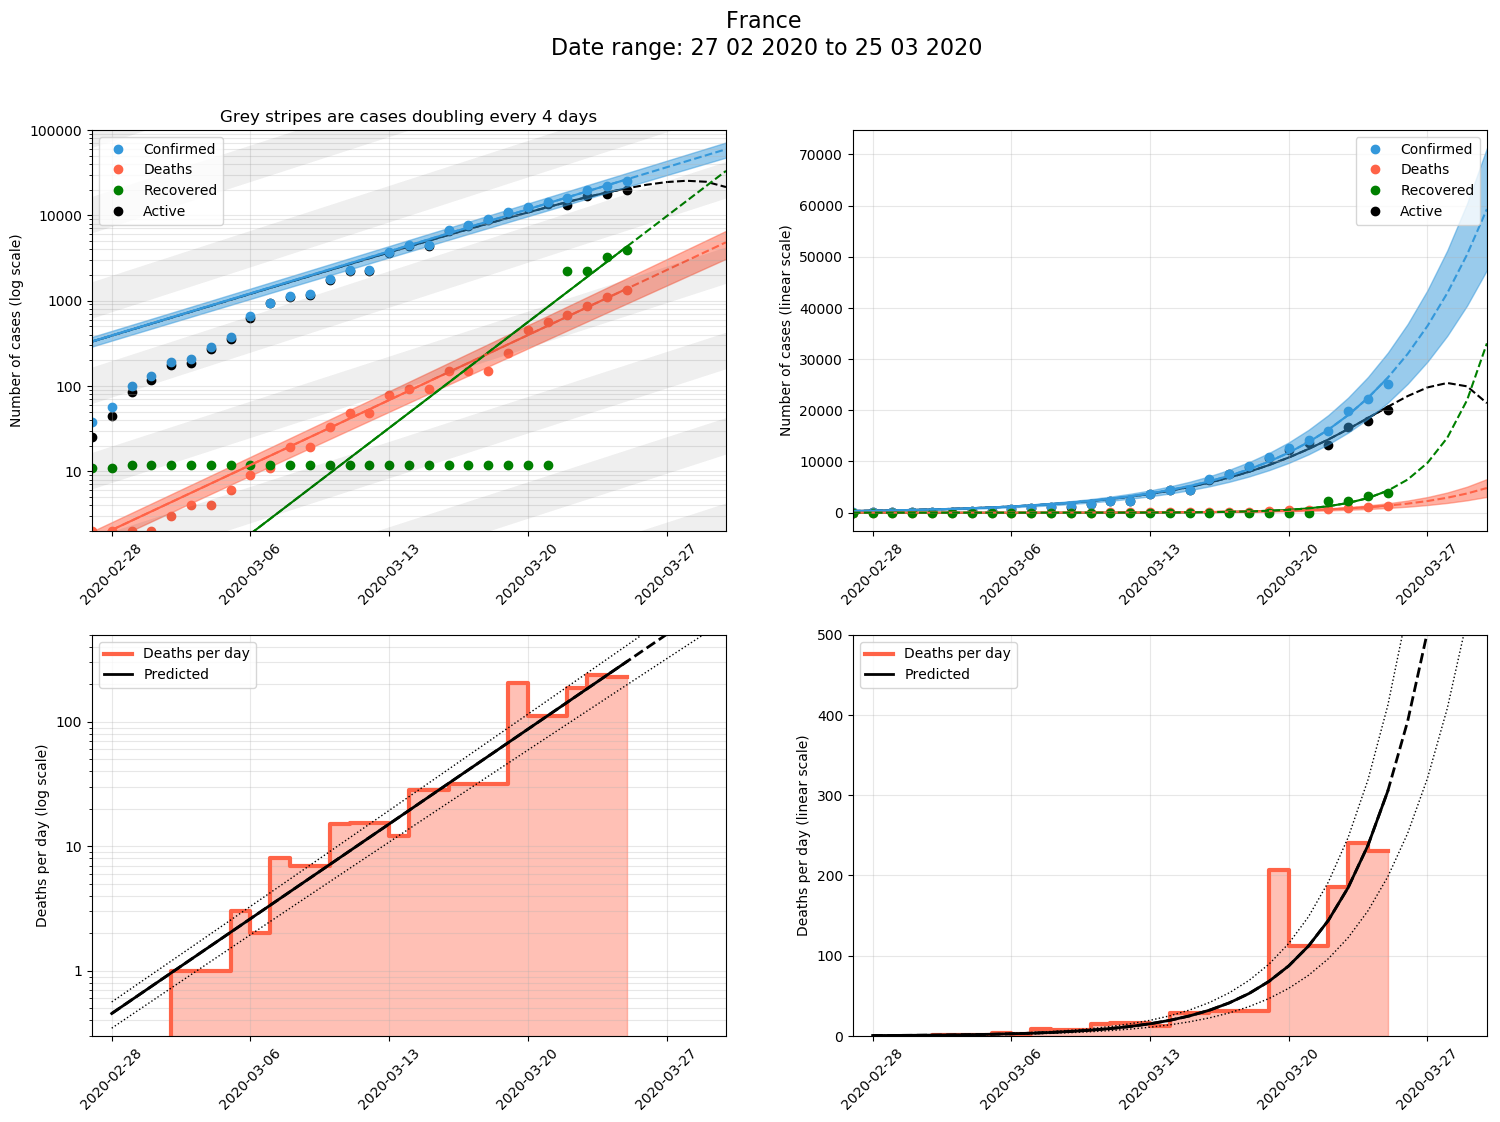 France
Date range: 27 02 2020 to 25 03 2020
Grey stripes are cases doubling every 4 days
Number of cases (log scale)
100000
10000
1000
100
10
Confirmed
Deaths
Recovered
Active
2020-02-28
2020-03-06
2020-03-13
2020-03-20
2020-03-27
Number of cases (linear scale)
70000
60000
50000
40000
30000
20000
10000
0
Confirmed
Deaths
Recovered
Active
2020-02-28
2020-03-06
2020-03-13
2020-03-20
2020-03-27
Deaths per day (log scale)
100
10
1
Deaths per day
Predicted
2020-02-28
2020-03-06
2020-03-13
2020-03-20
2020-03-27
Deaths per day (linear scale)
500
400
300
200
100
0
Deaths per day
Predicted
2020-02-28
2020-03-06
2020-03-13
2020-03-20
2020-03-27